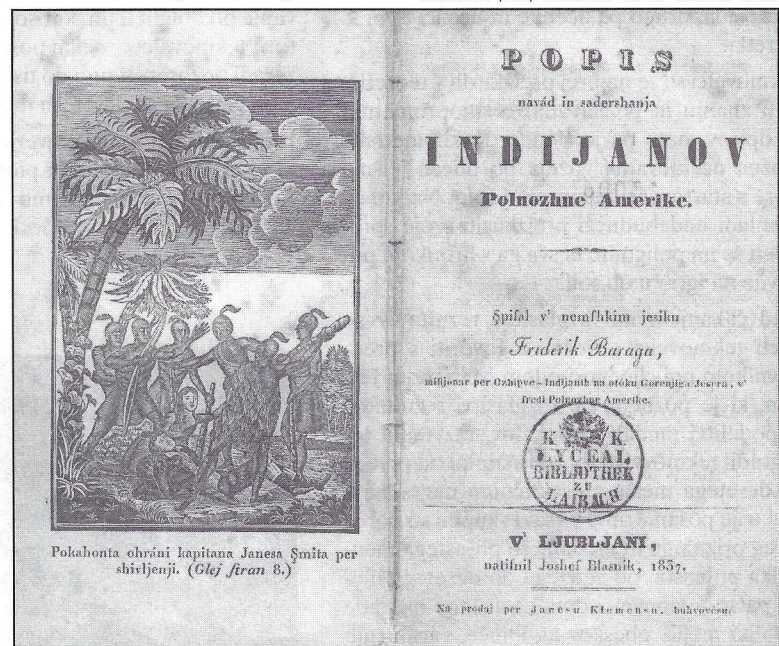 Pokahonta ohráni kapitana Janesa Şmita per
shivljenji. (Glej ſtran 8.)
POPIS
navád in sadershanja
INDIJANOV
Polnozhne Amerike.
Şpiſal v' nemſhkim jesiku
Friderik Baraga,
miſijonar per Ozhipve-Indijanih na otóku Gorenjiga Jesera, v'
ſredi Polnozhne Amerike.
K. K.
LYCEAL
BIBLIOTHEK
ZU
LAIBACH
V' LJUBLJANI,
natiſnil Joshef Blasnik, 1837.
Na prodaj per Janesu Klemensu, bukvovésu.